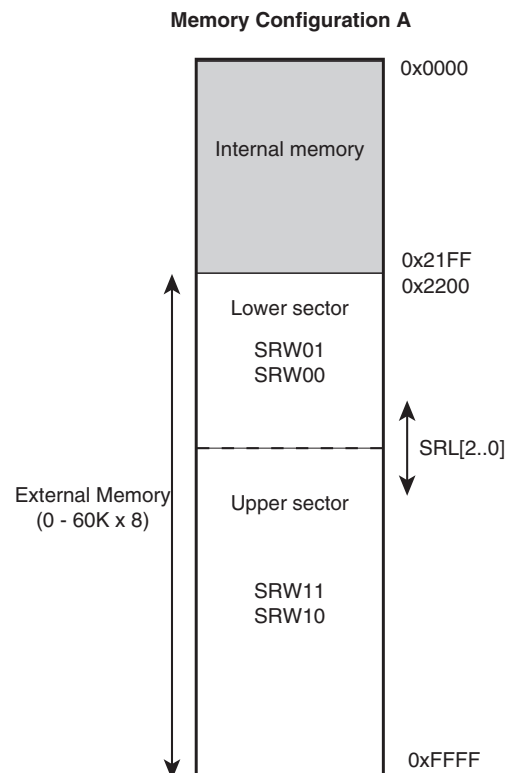 Memory Configuration A
0x0000
Internal memory
0x21FF
0x2200
Lower sector
SRW01
SRW00
SRL[2..0]
External Memory
(0 - 60K x 8)
Upper sector
SRW11
SRW10
0xFFFF